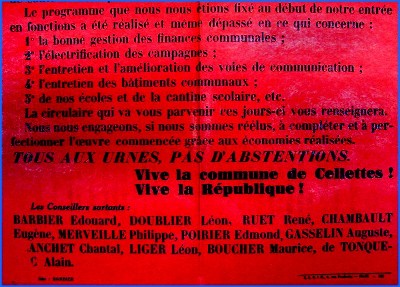 Le programme que nous nous étions fixé au début de notre entrée
en fonctions a été réalisé et même dépassé en ce qui concerne :
1° la bonne gestion des finances communales ;
2° l'électrification des campagnes ;
3° l'entretien et l'amélioration des voies de communication ;
4° l'entretien des bâtiments communaux ;
5° de nos écoles et de la cantine scolaire, etc.
La circulaire qui va vous parvenir ces jours-ci vous renseignera.
Nous nous engageons, si nous sommes réélus, à compléter et à per-
fectionner l'œuvre commencée grâce aux économies réalisées.
TOUS AUX URNES, PAS D'ABSTENTIONS.
Vive la commune de Cellettes !
Vive la République !
Les Conseillers sortants :
BARBIER Edouard, DOUBLIER Léon, RUET René, CHAMBAULT
Eugène, MERVEILLE Philippe, POIRIER Edmond, GASSELIN Auguste,
ANCHET Chantal, LIGER Léon, BOUCHER Maurice, de TONQUE-
C Alain.